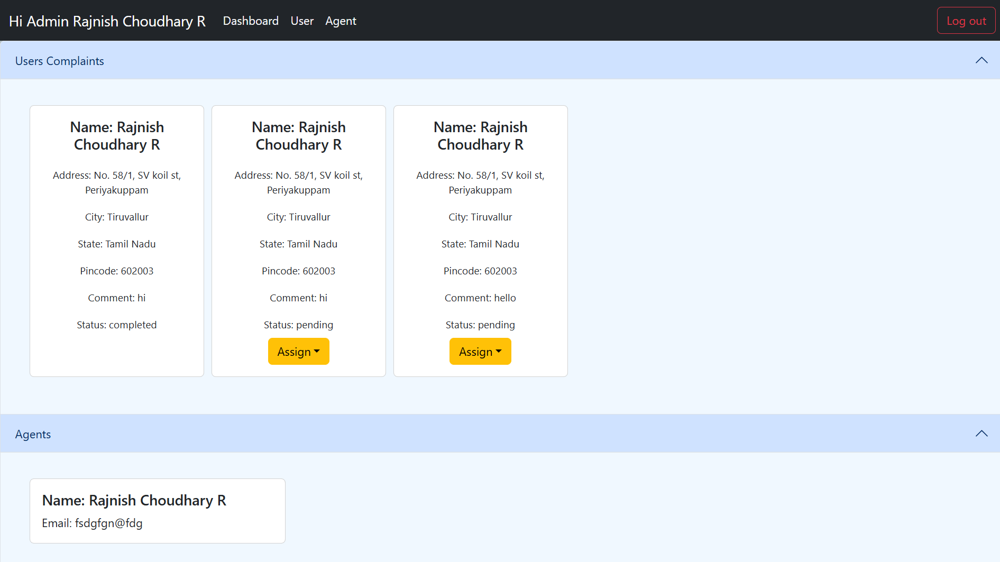 Hi Admin Rajnish Choudhary R
Dashboard
User
Agent
Log out
Users Complaints
Name: Rajnish
Choudhary R
Address: No. 58/1, SV koil st,
Periyakuppam
City: Tiruvallur
State: Tamil Nadu
Pincode: 602003
Comment: hi
Status: completed
Name: Rajnish
Choudhary R
Address: No. 58/1, SV koil st,
Periyakuppam
City: Tiruvallur
State: Tamil Nadu
Pincode: 602003
Comment: hi
Status: pending
Assign
Name: Rajnish
Choudhary R
Address: No. 58/1, SV koil st,
Periyakuppam
City: Tiruvallur
State: Tamil Nadu
Pincode: 602003
Comment: hello
Status: pending
Assign
Agents
Name: Rajnish Choudhary R
Email: fsdgfgn@fdg